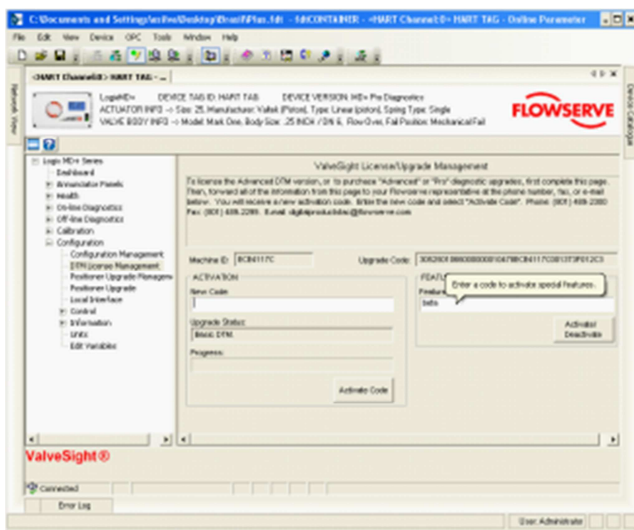 C:\Documents and Settings\asilva\Desktop\Brasil\Plus.fdt - fdtCONTAINER - <HART Channel:0> HART TAG - Online Parameter
File Edit View Device OPC Tools Window Help
<HART Channel:0> HART TAG - ...
Network View
Device Catalogue
LogixMD+ DEVICE TAG ID: HART TAG DEVICE VERSION: MD+ Pro Diagnostics
ACTUATOR INFO -> Size: 25, Manufacturer: Valtek (Piston), Type: Linear (piston), Spring Type: Single
VALVE BODY INFO -> Model: Mark One, Body Size: .25 INCH / DN 6, Flow Over, Fail Position: Mechanical Fail
FLOWSERVE
Logix MD+ Series
Dashboard
Annunciator Panels
Health
On-line Diagnostics
Off-line Diagnostics
Calibration
Configuration
Configuration Management
DTM License Management
Positioner Upgrade Managem
Positioner Upgrade
Local Interface
Control
Information
Units
Edit Variables
ValveSight License/Upgrade Management
To license the Advanced DTM version, or to purchase "Advanced" or "Pro" diagnostic upgrades, first complete this page.
Then, forward all of the information from this page to your Flowserve representative at the phone number, fax, or e-mail
below. You will receive a new activation code. Enter the new code and select "Activate Code". Phone: (801) 489-2300
Fax: (801) 489-2299. E-mail:
Machine ID: Upgrade Code:
ACTIVATION
New Code:
Upgrade Status:
Basic DTM.
Progress:
Activate Code
Enter a code to activate special features.
beta
Activate/
Deactivate
ValveSight®
Connected
Error Log
User: Administrator